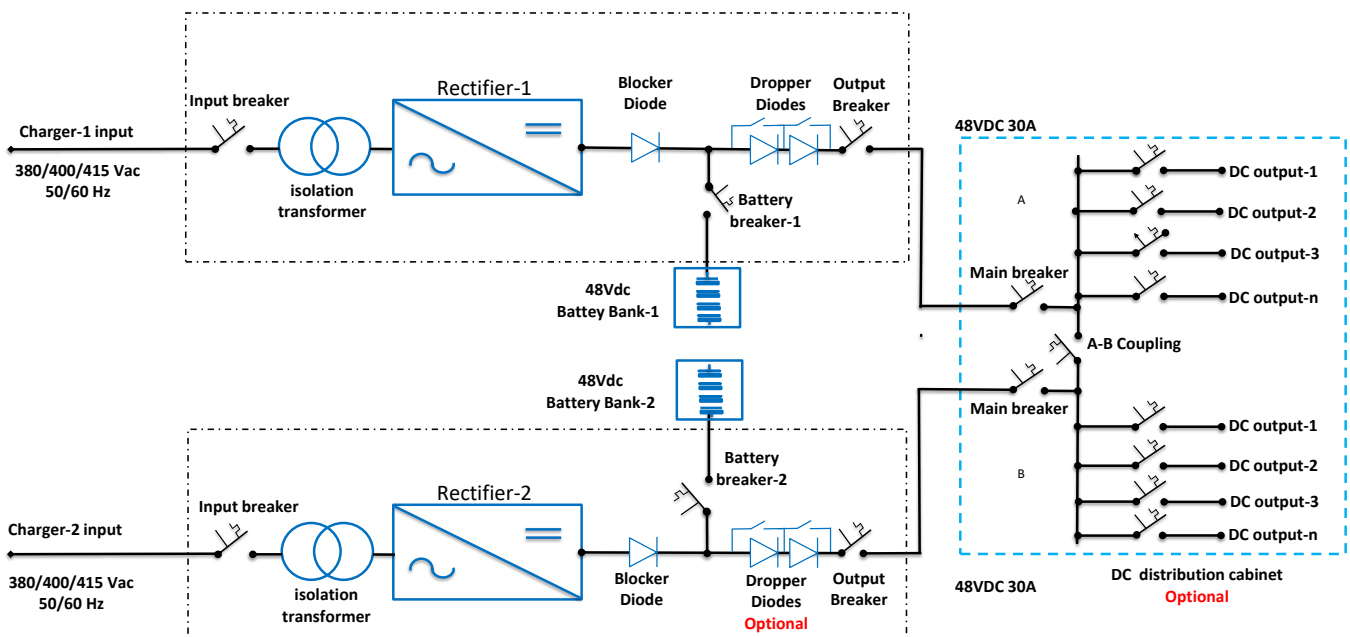 Rectifier-1
Blocker
Diode
Dropper
Diodes
Output
Breaker
Input breaker
Charger-1 input
380/400/415 Vac
50/60 Hz
isolation
transformer
Battery
breaker-1
48Vdc
Battey Bank-1
48VDC 30A
A
DC output-1
DC output-2
DC output-3
DC output-n
Main breaker
A-B Coupling
48Vdc
Battery Bank-2
Main breaker
B
DC output-1
DC output-2
DC output-3
DC output-n
Battery
breaker-2
Rectifier-2
Input breaker
Charger-2 input
380/400/415 Vac
50/60 Hz
isolation
transformer
Blocker
Diode
Dropper
Diodes
Optional
Output
Breaker
48VDC 30A
DC distribution cabinet
Optional